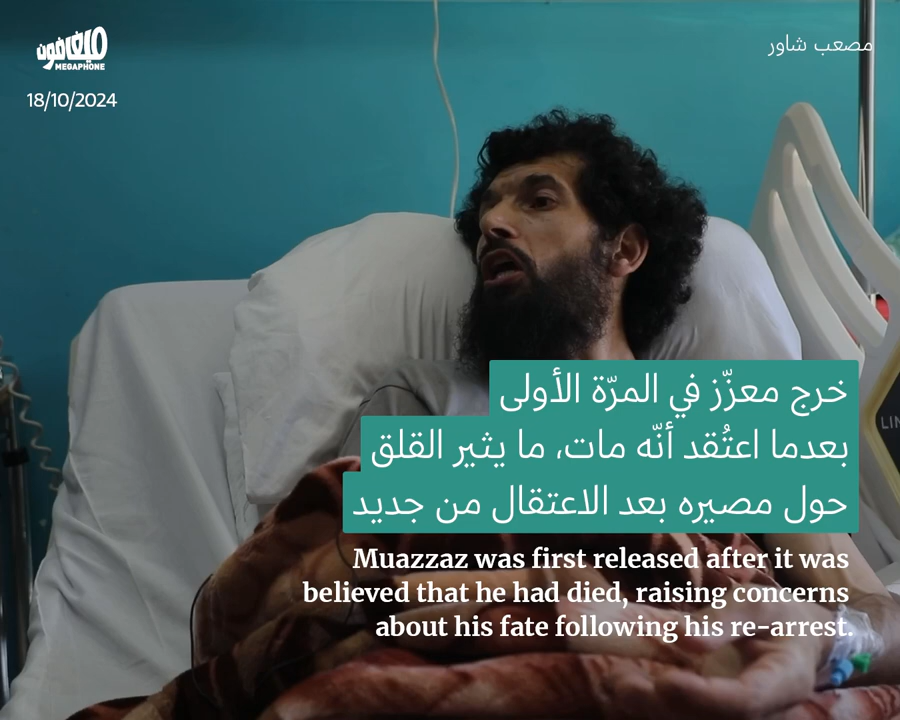 ميغافون
MEGAPHONE
18/10/2024
مصعب شاور
خرج معزّز في المرّة الأولى
بعدما اعتُقد أنّه مات، ما يثير القلق
حول مصيره بعد الاعتقال من جديد
Muazzaz was first released after it was
believed that he had died, raising concerns
about his fate following his re-arrest.
LIN